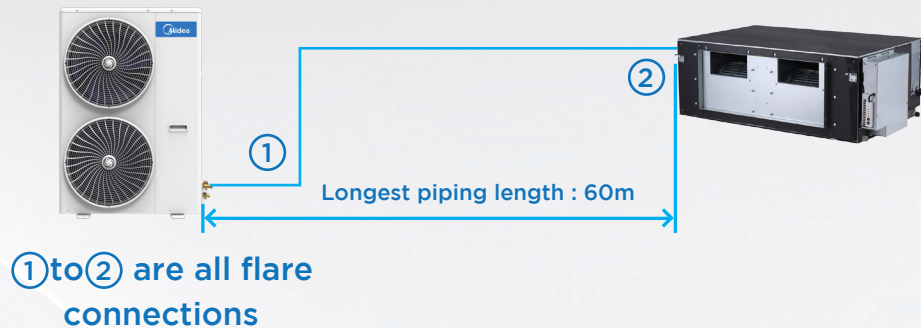 Midea
②
①
Longest piping length : 60m
①to② are all flare
connections